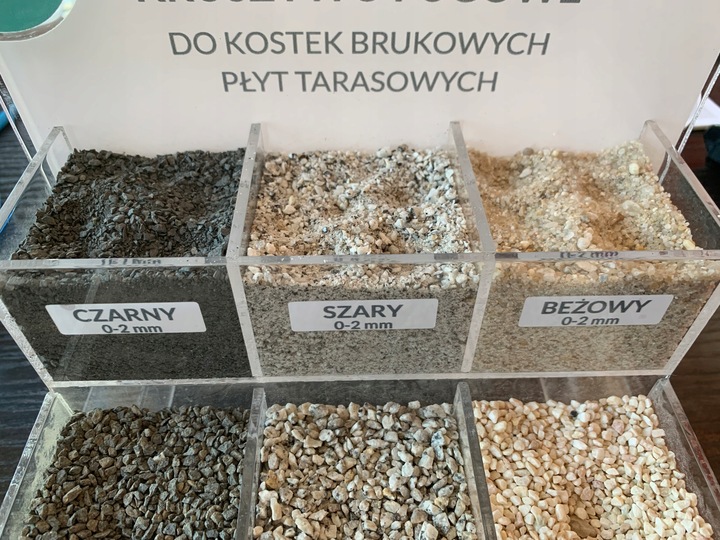 DO KOSTEK BRUKOWYCH
PŁYT TARASOWYCH
CZARNY
0-2 mm
SZARY
0-2 mm
BEŻOWY
0-2 mm